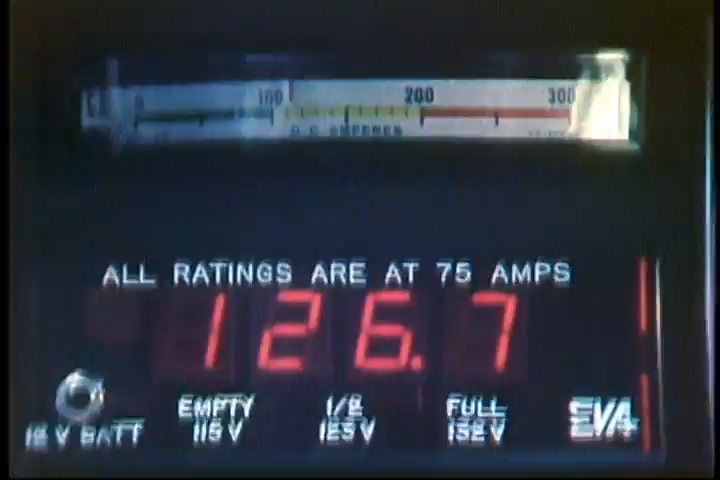 0 100 200 300
D.C. AMPERES
ALL RATINGS ARE AT 75 AMPS
126.7
EMPTY 1/2 FULL
12 V BATT 115 V 123 V 132 V EVA